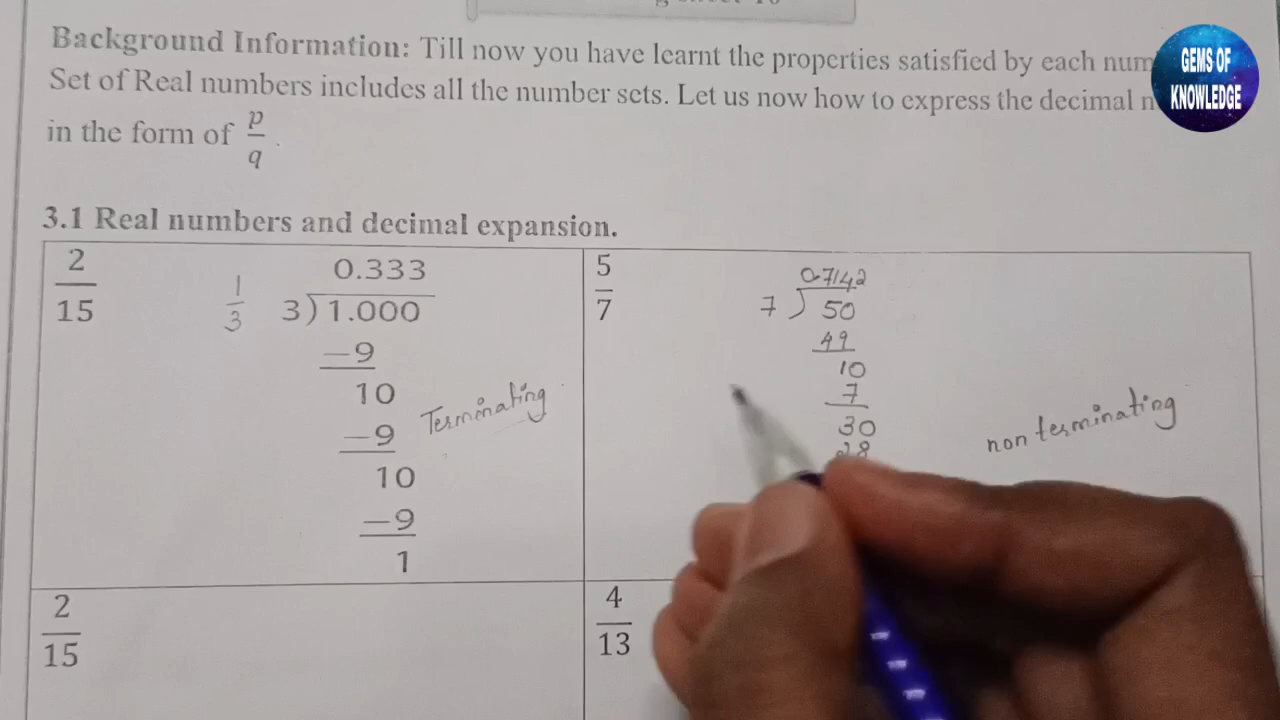 Background Information: Till now you have learnt the properties satisfied by each
Set of Real numbers includes all the number sets. Let us now how to express the decimal
in the form of p/q .
GEMS OF
KNOWLEDGE
3.1 Real numbers and decimal expansion.
2/15
1/3
0.333
3) 1.000
–9
10
–9
10
–9
1
Terminating
5/7
0.7142
7) 50
49
10
7
30
28
non terminating
2/15
4/13